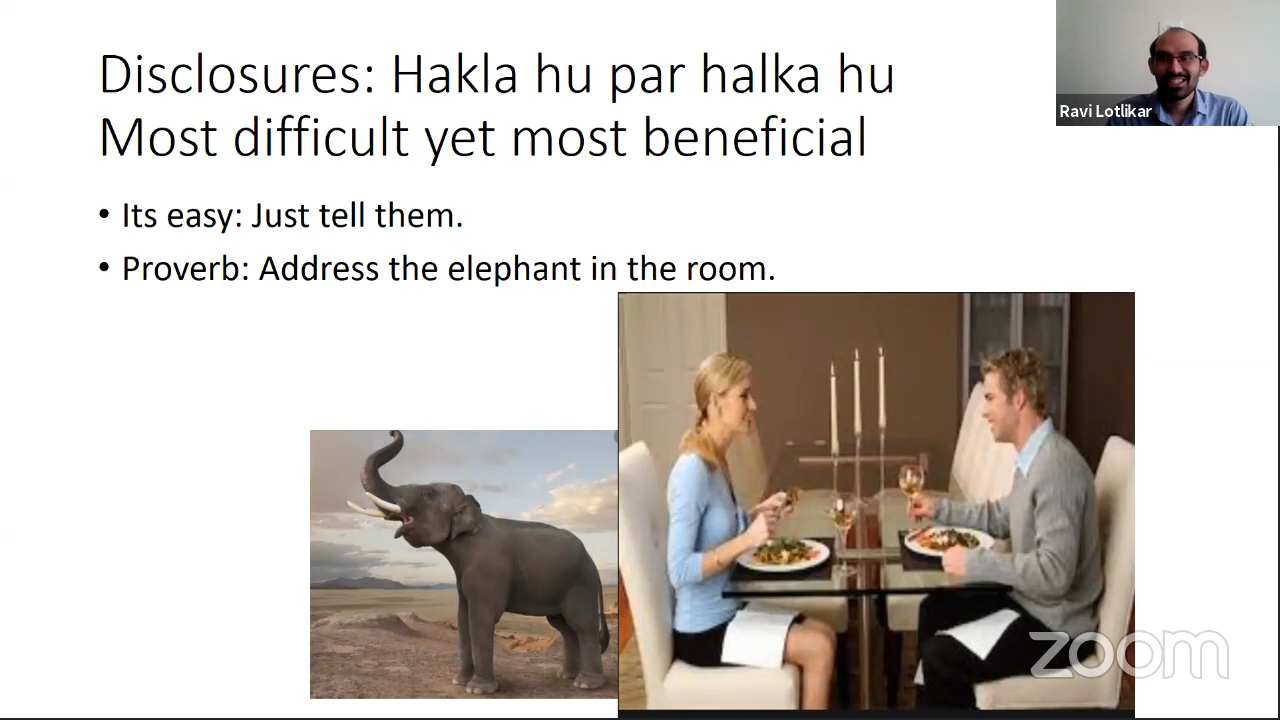 Disclosures: Hakla hu par halka hu
Most difficult yet most beneficial
Ravi Lotlikar
• Its easy: Just tell them.
• Proverb: Address the elephant in the room.
zoom